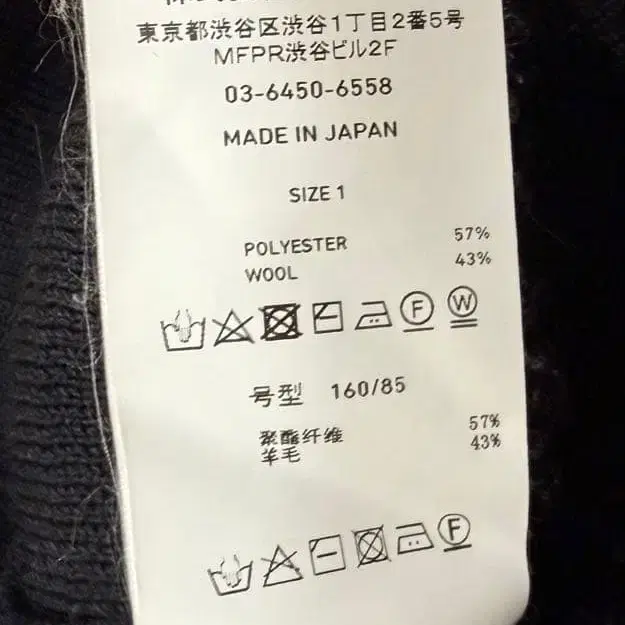 東京都渋谷区渋谷1丁目2番5号
MFPR渋谷ビル2F
03-6450-6558
MADE IN JAPAN
SIZE 1
POLYESTER 57%
WOOL 43%
F W
号型 160/85
聚酯纤维 57%
羊毛 43%
F